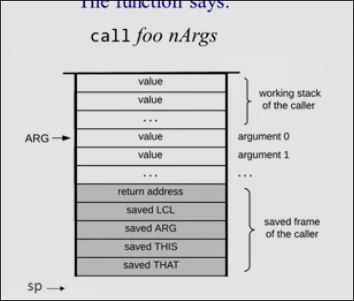 The function says:
call foo nArgs
value
value
working stack
of the caller
...
ARG
value
argument 0
value
argument 1
...
...
return address
saved LCL
saved ARG
saved frame
of the caller
saved THIS
saved THAT
sp